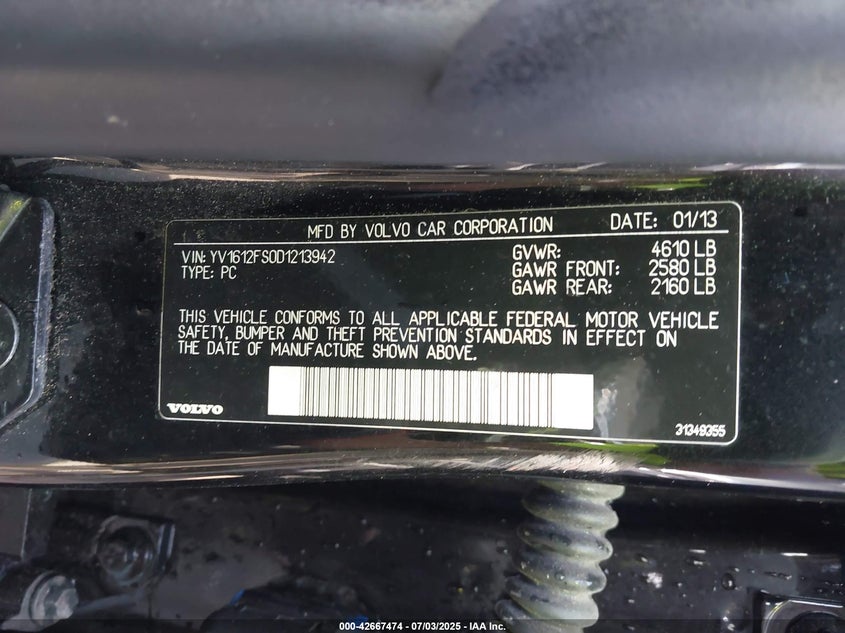 MFD BY VOLVO CAR CORPORATION DATE: 01/13
VIN: YV1612FS0D1213942 GVWR: 4610 LB
TYPE: PC GAWR FRONT: 2580 LB
GAWR REAR: 2160 LB
THIS VEHICLE CONFORMS TO ALL APPLICABLE FEDERAL MOTOR VEHICLE
SAFETY, BUMPER AND THEFT PREVENTION STANDARDS IN EFFECT ON
THE DATE OF MANUFACTURE SHOWN ABOVE.
VOLVO 31349355
000-42667474 - 07/03/2025 - IAA Inc.